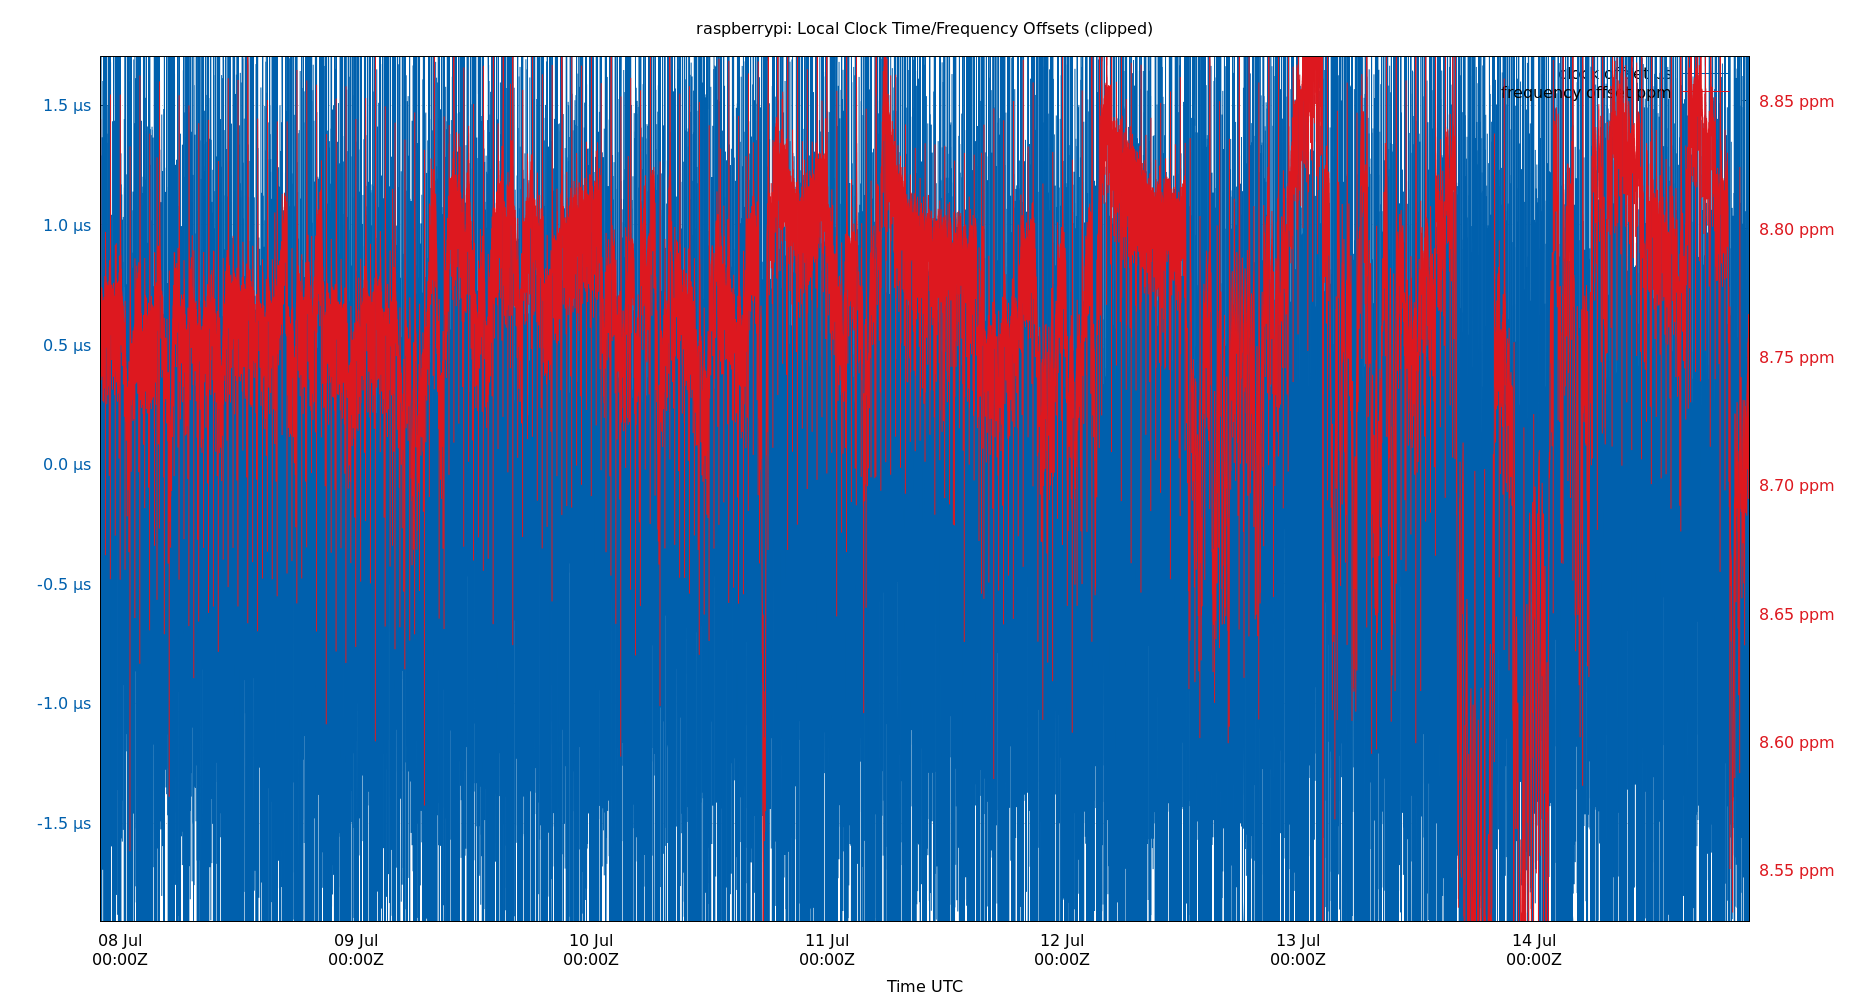 raspberrypi: Local Clock Time/Frequency Offsets (clipped)
clock offset μs
frequency offset ppm
1.5 μs
1.0 μs
0.5 μs
0.0 μs
-0.5 μs
-1.0 μs
-1.5 μs
8.85 ppm
8.80 ppm
8.75 ppm
8.70 ppm
8.65 ppm
8.60 ppm
8.55 ppm
08 Jul
00:00Z
09 Jul
00:00Z
10 Jul
00:00Z
11 Jul
00:00Z
12 Jul
00:00Z
13 Jul
00:00Z
14 Jul
00:00Z
Time UTC